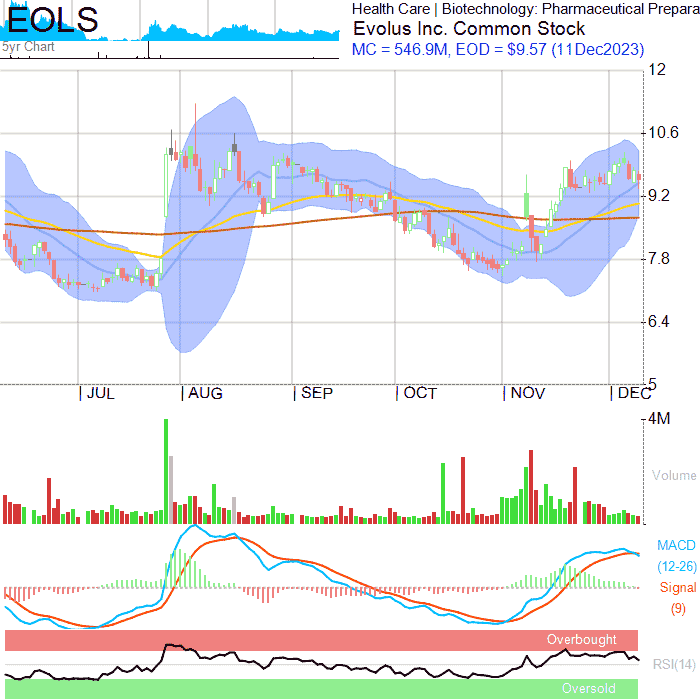 EOLS
5yr Chart
Health Care | Biotechnology: Pharmaceutical Prepara
Evolus Inc. Common Stock
MC = 546.9M, EOD = $9.57 (11Dec2023)
12
10.6
9.2
7.8
6.4
5
JUL AUG SEP OCT NOV DEC
4M
Volume
MACD
(12-26)
Signal
(9)
Overbought
RSI(14)
Oversold